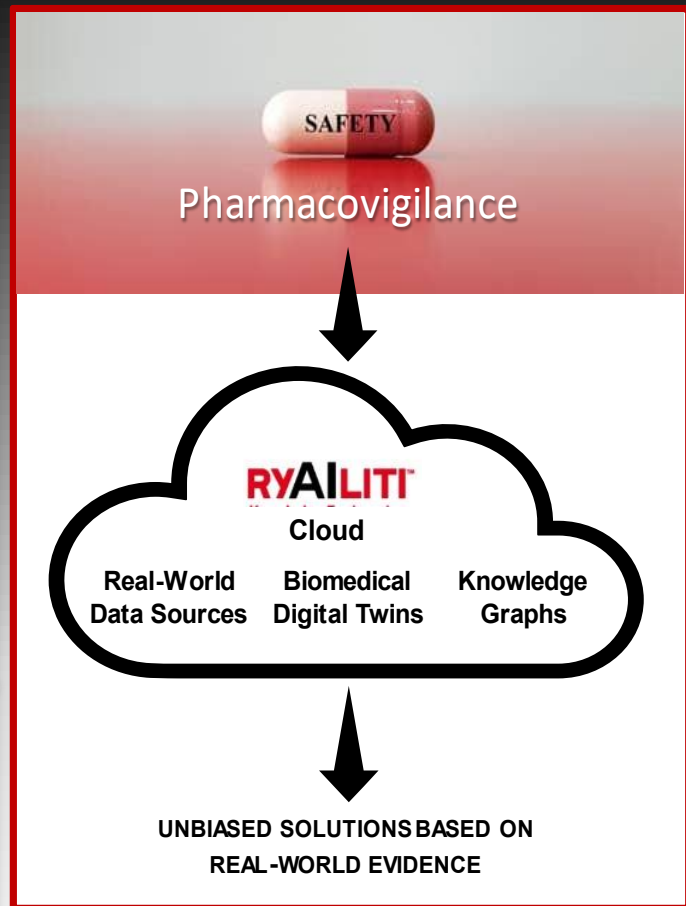 SAFETY
Pharmacovigilance
RYAILITI™
Cloud
Real-World Biomedical Knowledge
Data Sources Digital Twins Graphs
UNBIASED SOLUTIONS BASED ON
REAL-WORLD EVIDENCE